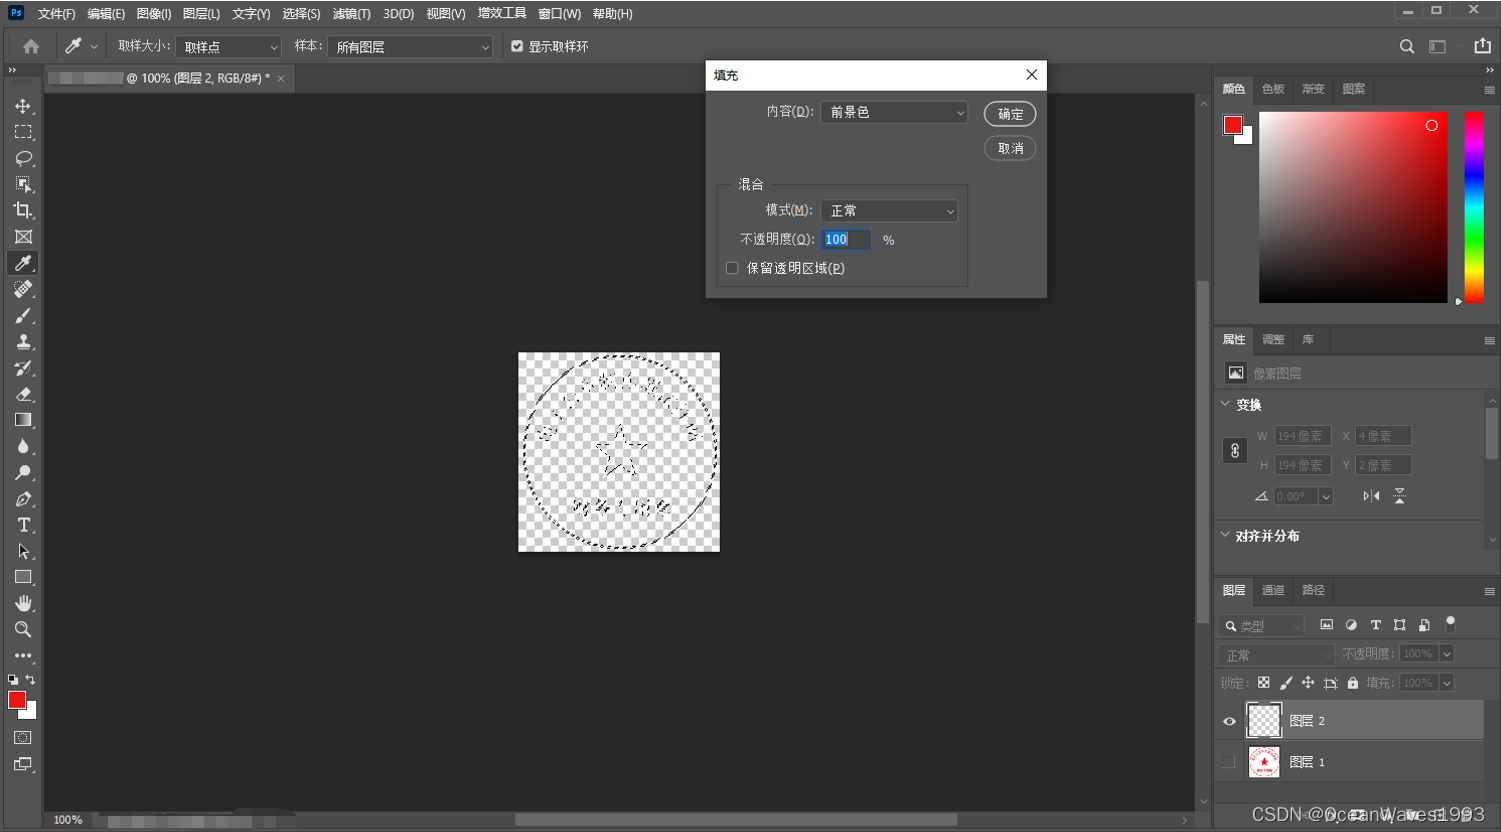 Ps 文件(F) 编辑(E) 图像(I) 图层(L) 文字(Y) 选择(S) 滤镜(T) 3D(D) 视图(V) 增效工具 窗口(W) 帮助(H)
取样大小: 取样点 样本: 所有图层 显示取样环
@ 100% (图层 2, RGB/8#) * ×
填充
内容(D): 前景色 确定
取消
混合
模式(M): 正常
不透明度(O): 100 %
保留透明区域(P)
颜色 色板 渐变 图案
属性 调整 库
像素图层
变换
W 194 像素 X 4 像素
H 194 像素 Y 2 像素
0.00°
对齐并分布
图层 通道 路径
类型
正常 不透明度: 100%
锁定: 填充: 100%
图层 2
图层 1
100%
CSDN @OceanWaves1993